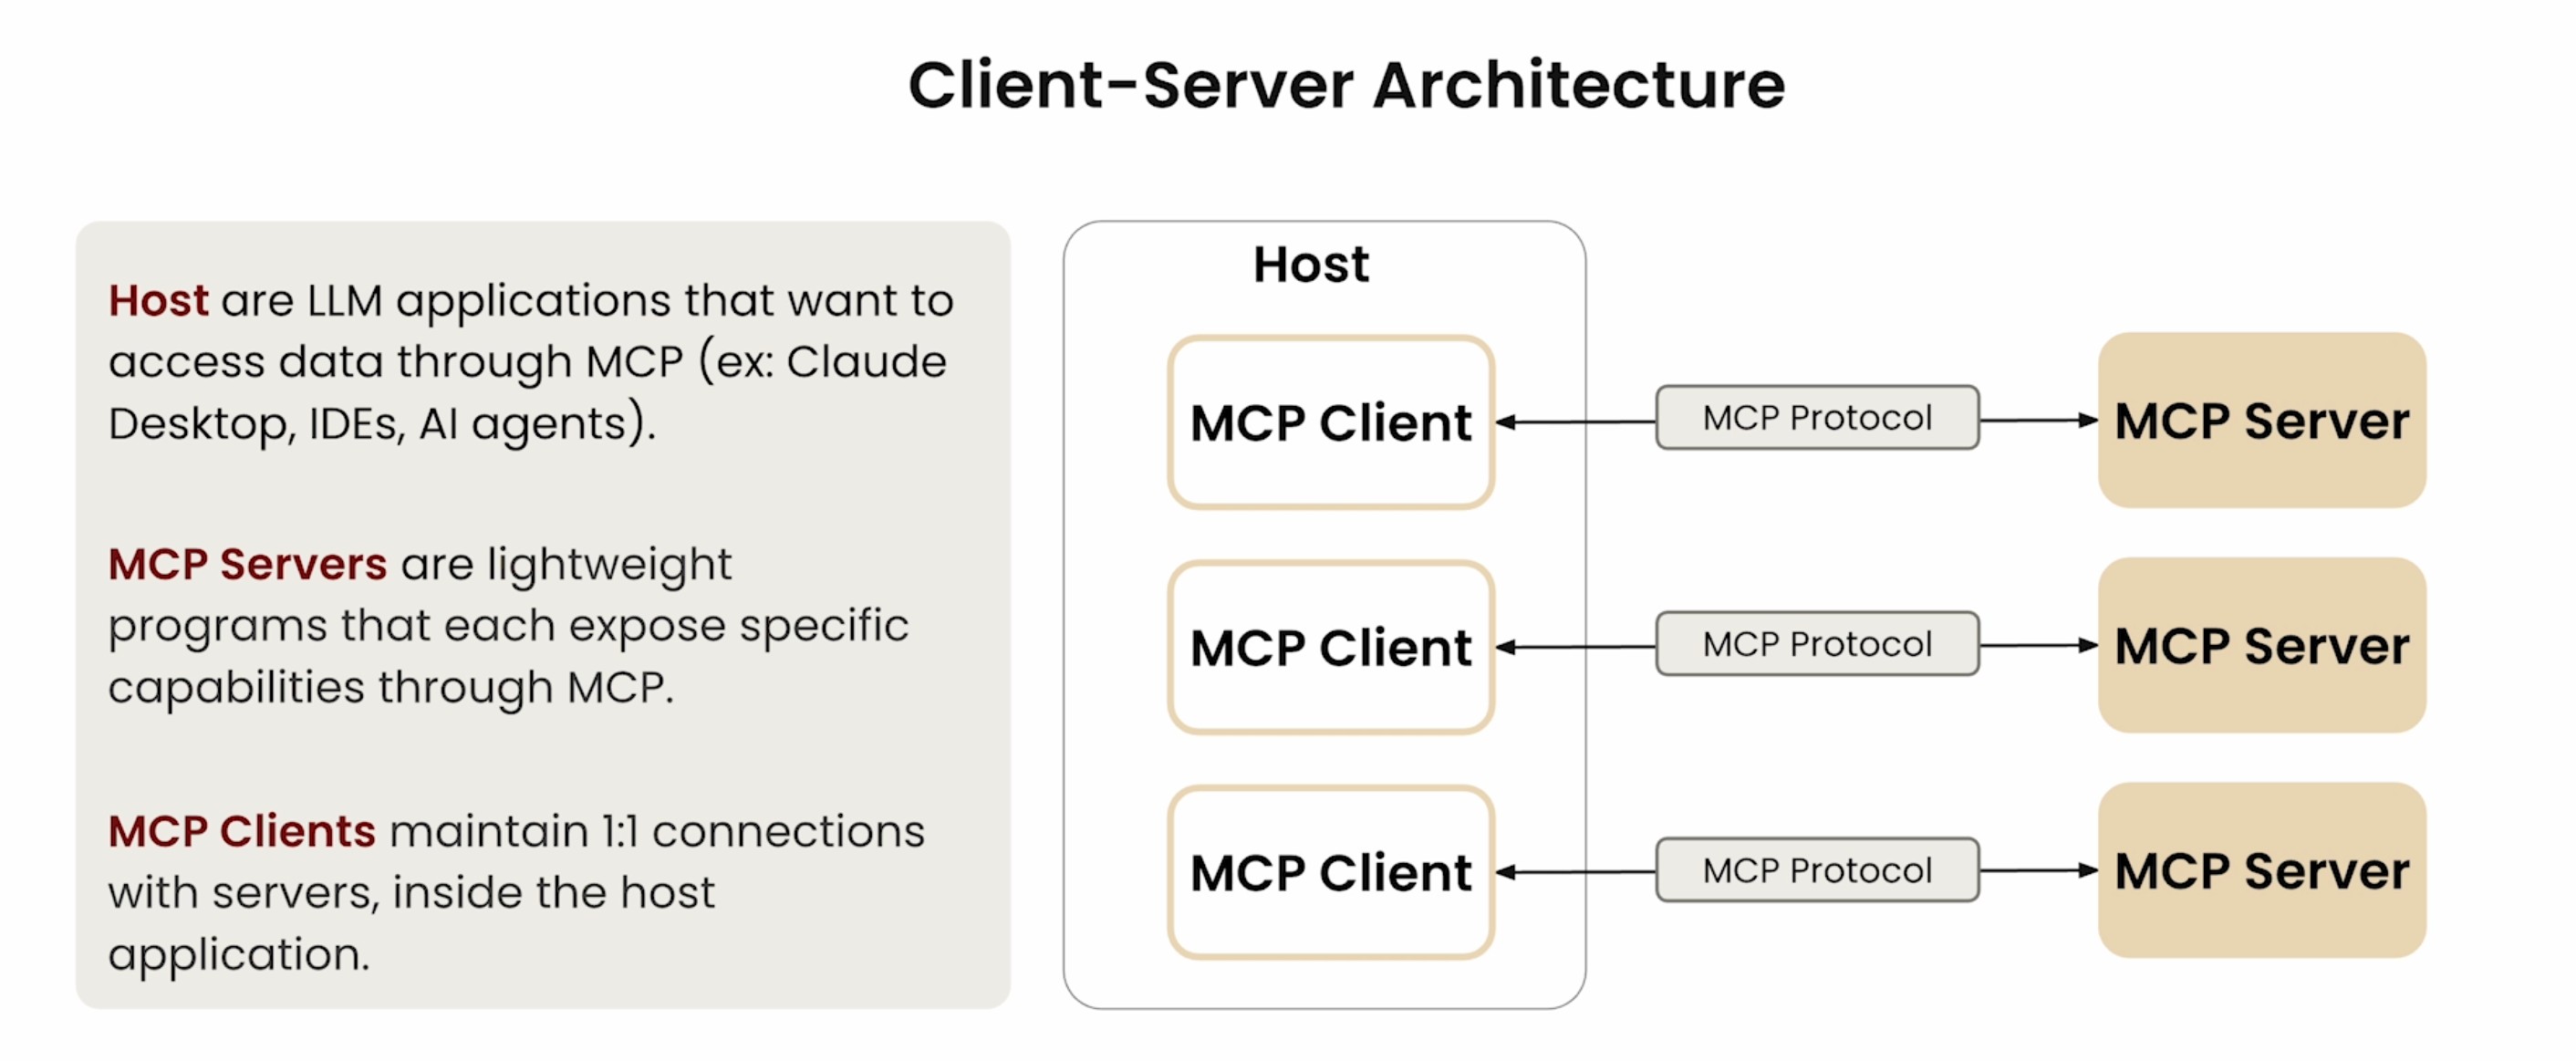 Client-Server Architecture
Host are LLM applications that want to
access data through MCP (ex: Claude
Desktop, IDEs, AI agents).
MCP Servers are lightweight
programs that each expose specific
capabilities through MCP.
MCP Clients maintain 1:1 connections
with servers, inside the host
application.
Host
MCP Client
MCP Protocol
MCP Server
MCP Client
MCP Protocol
MCP Server
MCP Client
MCP Protocol
MCP Server